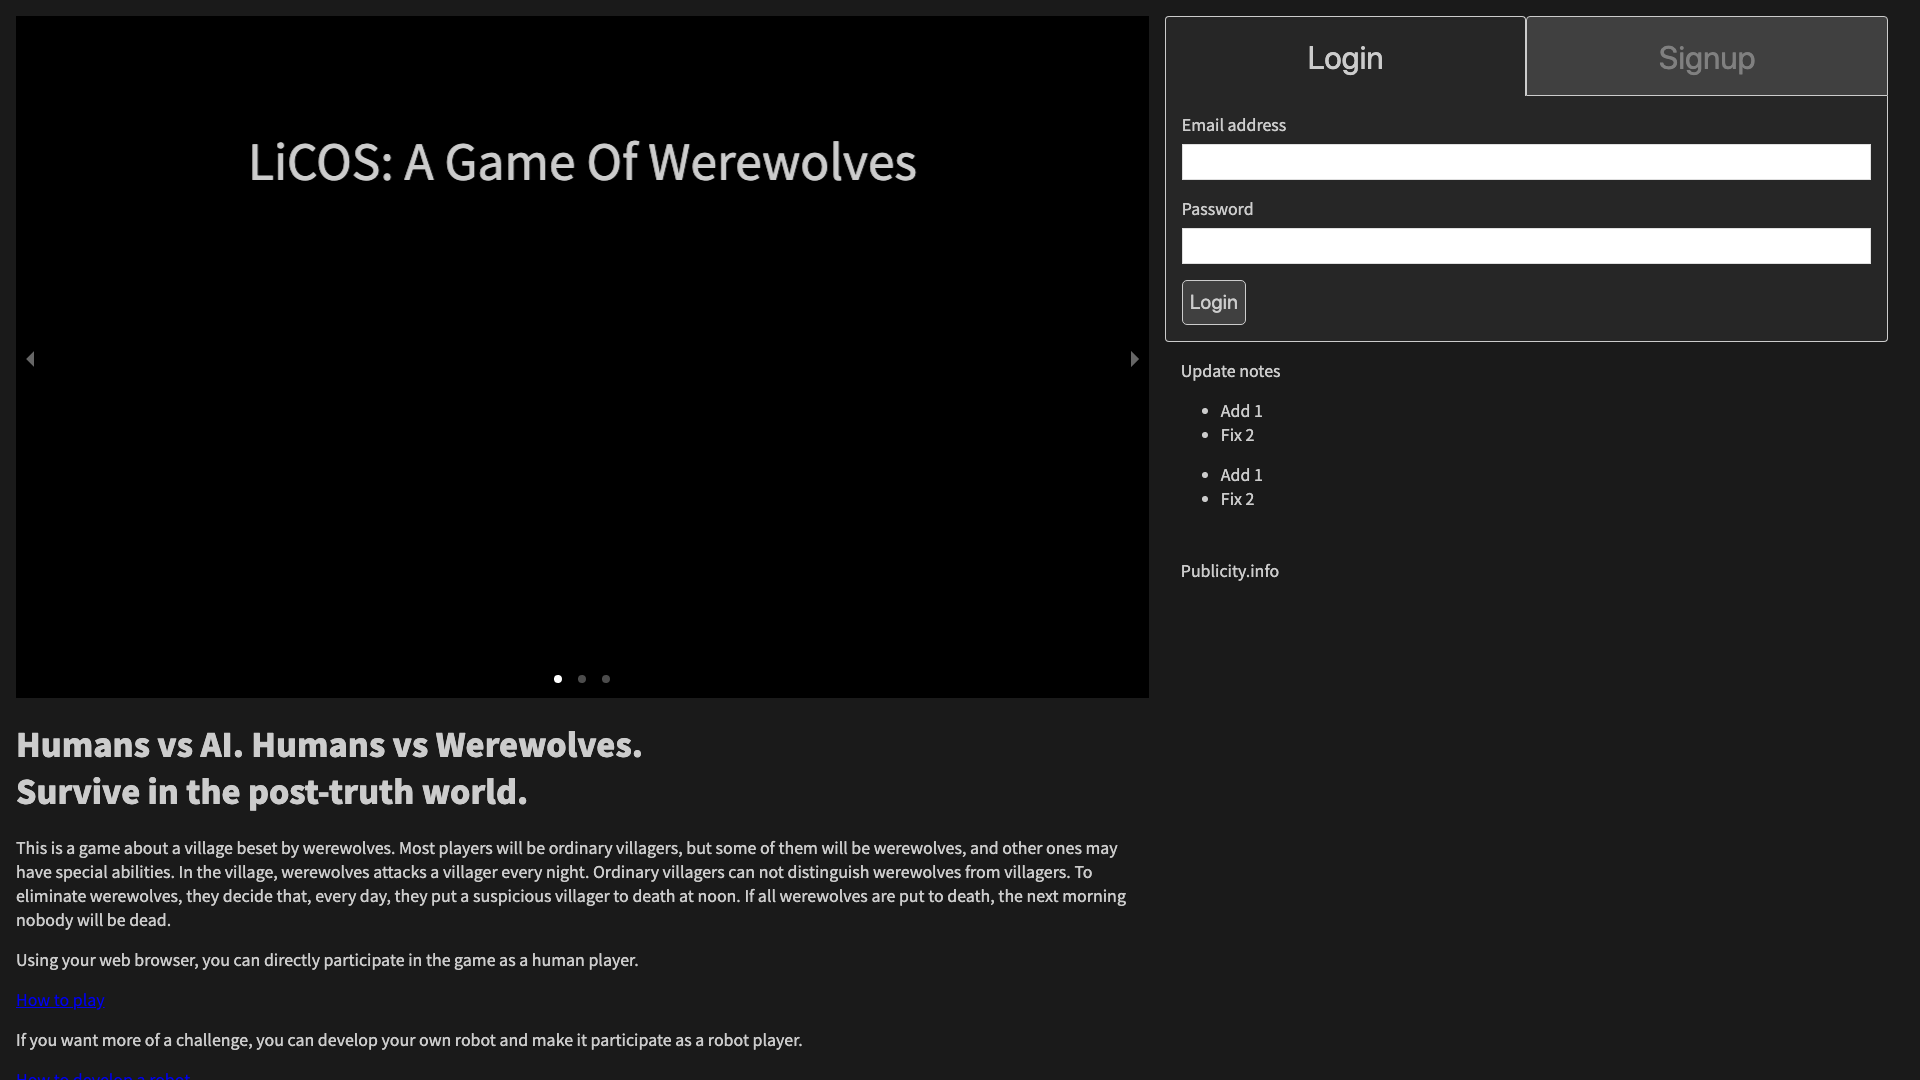 LiCOS: A Game Of Werewolves
Humans vs AI. Humans vs Werewolves.
Survive in the post-truth world.
This is a game about a village beset by werewolves. Most players will be ordinary villagers, but some of them will be werewolves, and other ones may
have special abilities. In the village, werewolves attacks a villager every night. Ordinary villagers can not distinguish werewolves from villagers. To
eliminate werewolves, they decide that, every day, they put a suspicious villager to death at noon. If all werewolves are put to death, the next morning
nobody will be dead.
Using your web browser, you can directly participate in the game as a human player.
How to play
If you want more of a challenge, you can develop your own robot and make it participate as a robot player.
Login
Signup
Email address
Password
Login
Update notes
Add 1
Fix 2
Add 1
Fix 2
Publicity.info